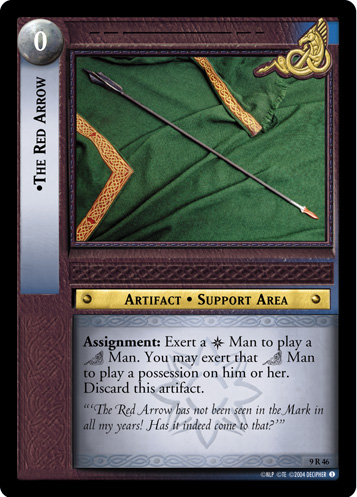 0
•The Red Arrow
Artifact • Support Area
Assignment: Exert a Man to play a
Man. You may exert that Man
to play a possession on him or her.
Discard this artifact.
“‘The Red Arrow has not been seen in the Mark in
all my years! Has it indeed come to that?’”
9 R 46
©NLP ©TE ©2004 DECIPHER